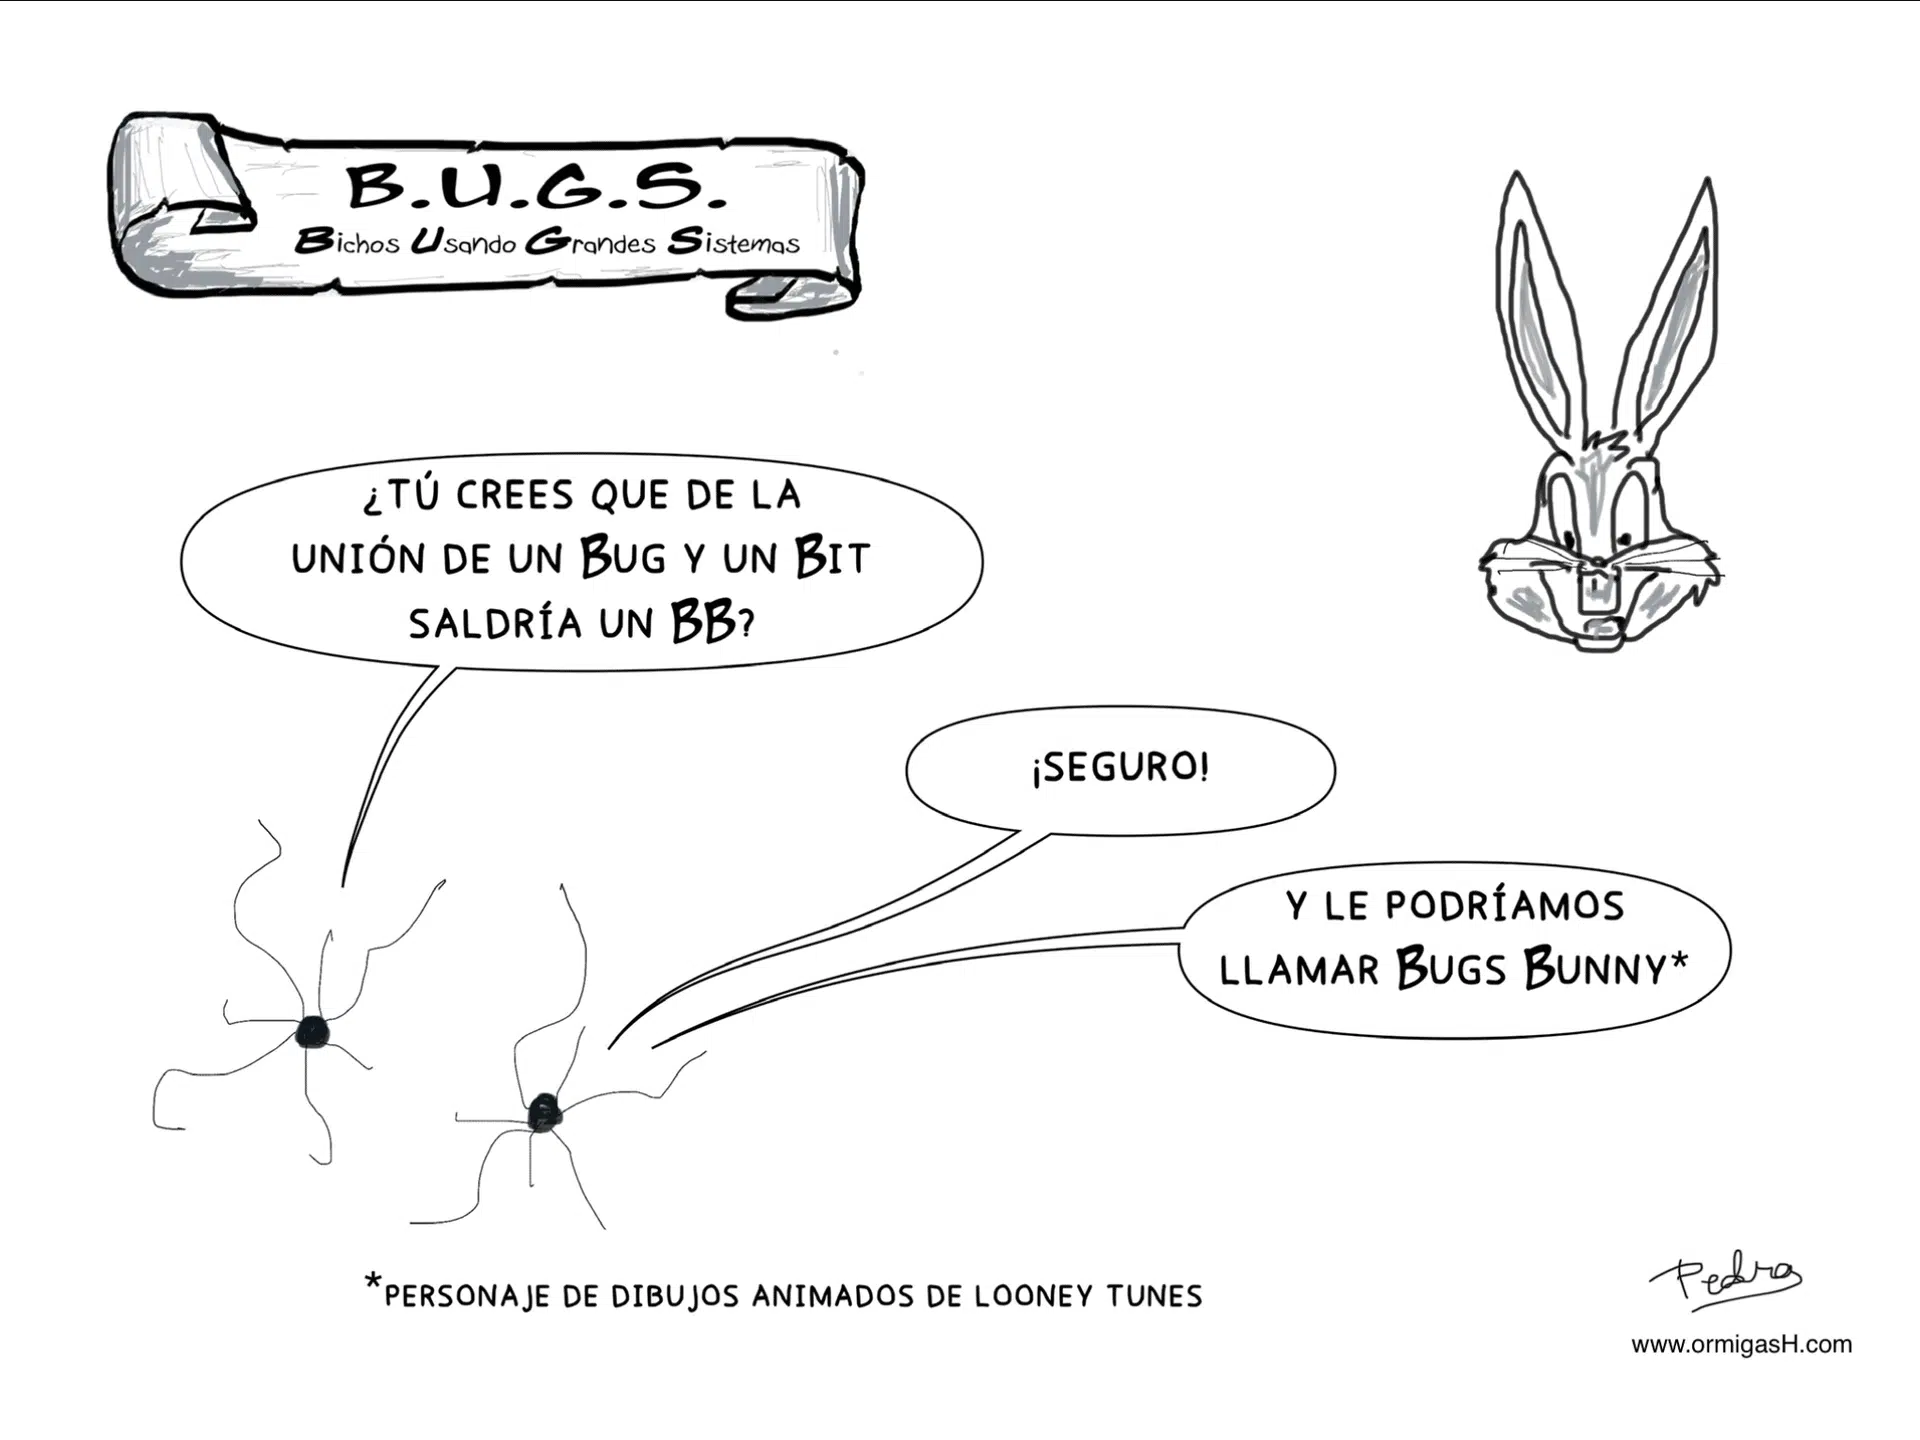 B.U.G.S.
Bichos Usando Grandes Sistemas
¿TÚ CREES QUE DE LA
UNIÓN DE UN BUG Y UN BIT
SALDRÍA UN BB?
¡SEGURO!
Y LE PODRÍAMOS
LLAMAR BUGS BUNNY*
*PERSONAJE DE DIBUJOS ANIMADOS DE LOONEY TUNES
Pedro
www.ormigasH.com